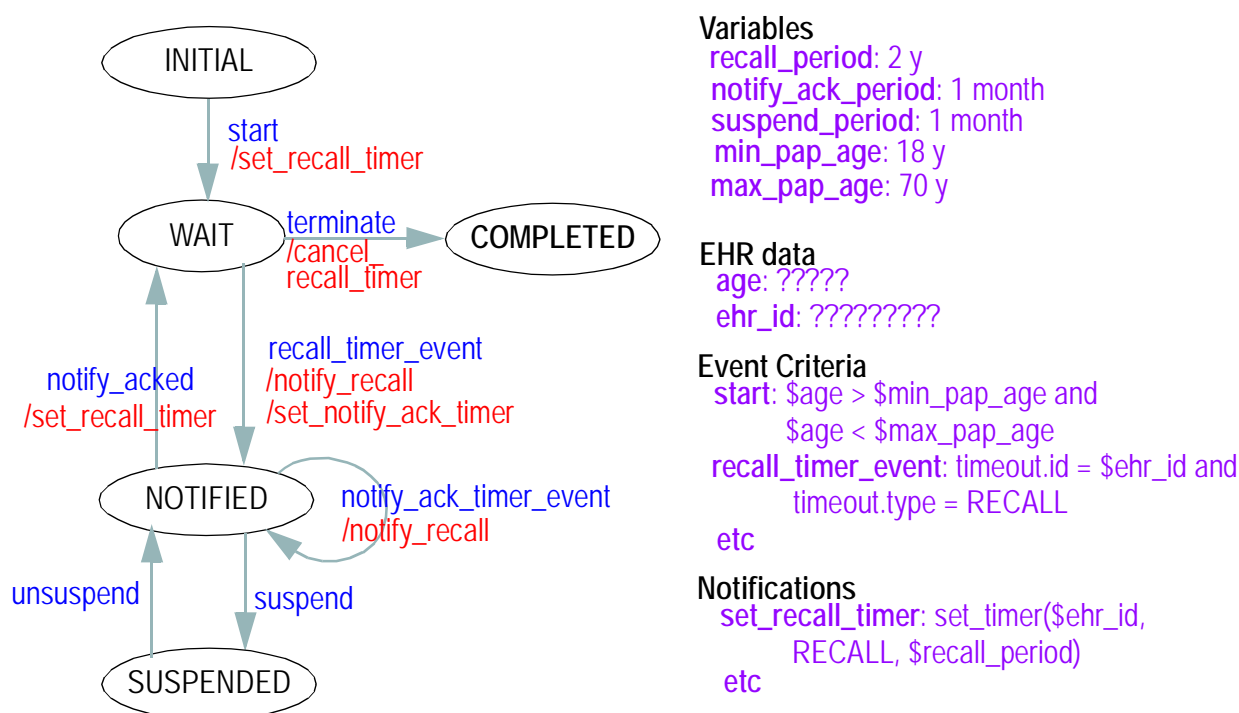 INITIAL
start
/set_recall_timer
WAIT
terminate
/cancel_
recall_timer
COMPLETED
recall_timer_event
/notify_recall
/set_notify_ack_timer
notify_acked
/set_recall_timer
NOTIFIED
notify_ack_timer_event
/notify_recall
unsuspend
suspend
SUSPENDED
Variables
recall_period: 2 y
notify_ack_period: 1 month
suspend_period: 1 month
min_pap_age: 18 y
max_pap_age: 70 y
EHR data
age: ?????
ehr_id: ?????????
Event Criteria
start: $age > $min_pap_age and
$age < $max_pap_age
recall_timer_event: timeout.id = $ehr_id and
timeout.type = RECALL
etc
Notifications
set_recall_timer: set_timer($ehr_id,
RECALL, $recall_period)
etc